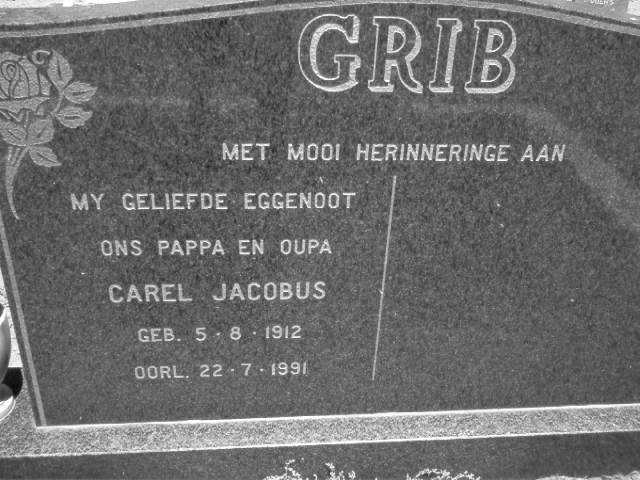 GRIB
MET MOOI HERINNERINGE AAN
MY GELIEFDE EGGENOOT
ONS PAPPA EN OUPA
CAREL JACOBUS
GEB. 5 · 8 · 1912
OORL. 22 · 7 · 1991